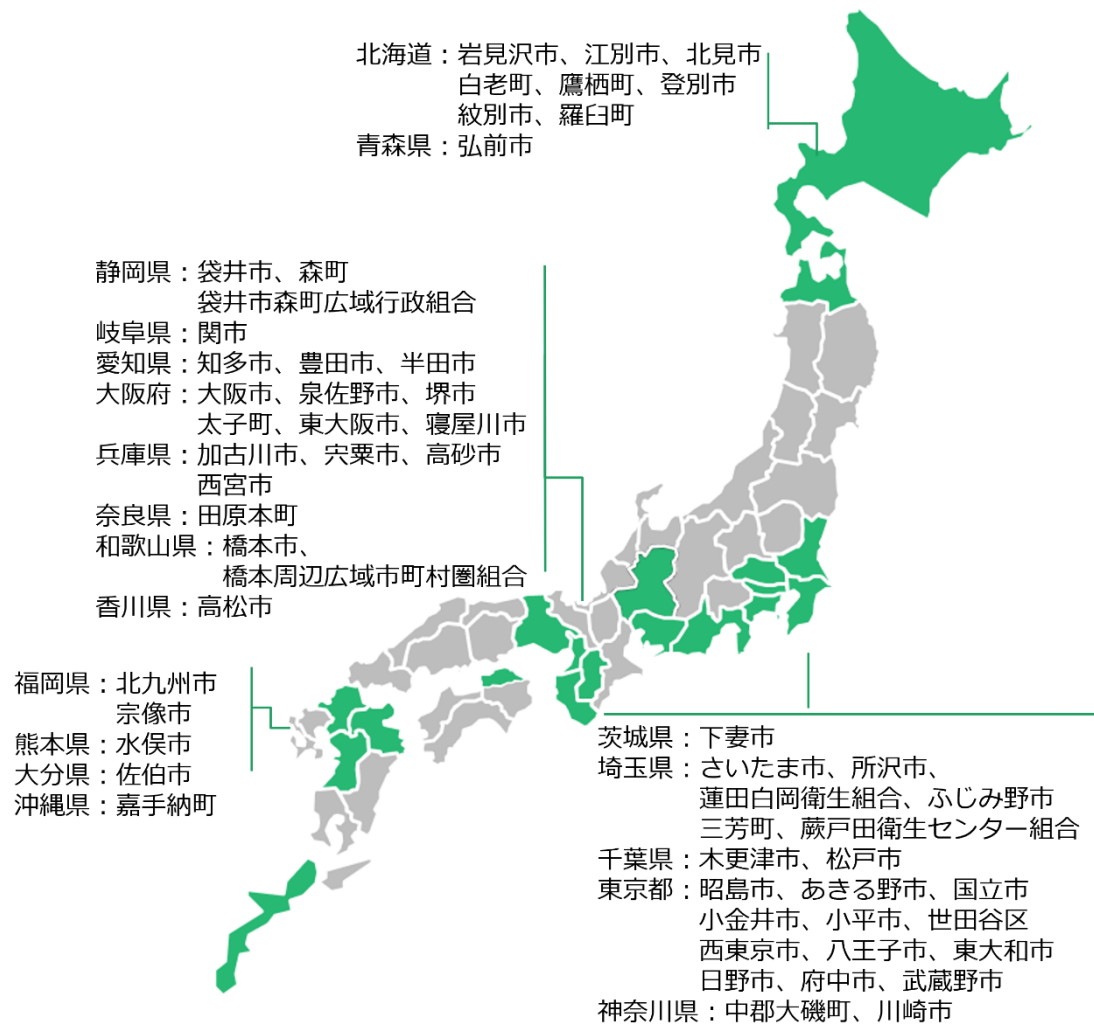 北海道：岩見沢市、江別市、北見市
白老町、鷹栖町、登別市
紋別市、羅臼町
青森県：弘前市
静岡県：袋井市、森町
袋井市森町広域行政組合
岐阜県：関市
愛知県：知多市、豊田市、半田市
大阪府：大阪市、泉佐野市、堺市
太子町、東大阪市、寝屋川市
兵庫県：加古川市、宍粟市、高砂市
西宮市
奈良県：田原本町
和歌山県：橋本市、
橋本周辺広域市町村圏組合
香川県：高松市
福岡県：北九州市
宗像市
熊本県：水俣市
大分県：佐伯市
沖縄県：嘉手納町
茨城県：下妻市
埼玉県：さいたま市、所沢市、
蓮田白岡衛生組合、ふじみ野市
三芳町、蕨戸田衛生センター組合
千葉県：木更津市、松戸市
東京都：昭島市、あきる野市、国立市
小金井市、小平市、世田谷区
西東京市、八王子市、東大和市
日野市、府中市、武蔵野市
神奈川県：中郡大磯町、川崎市